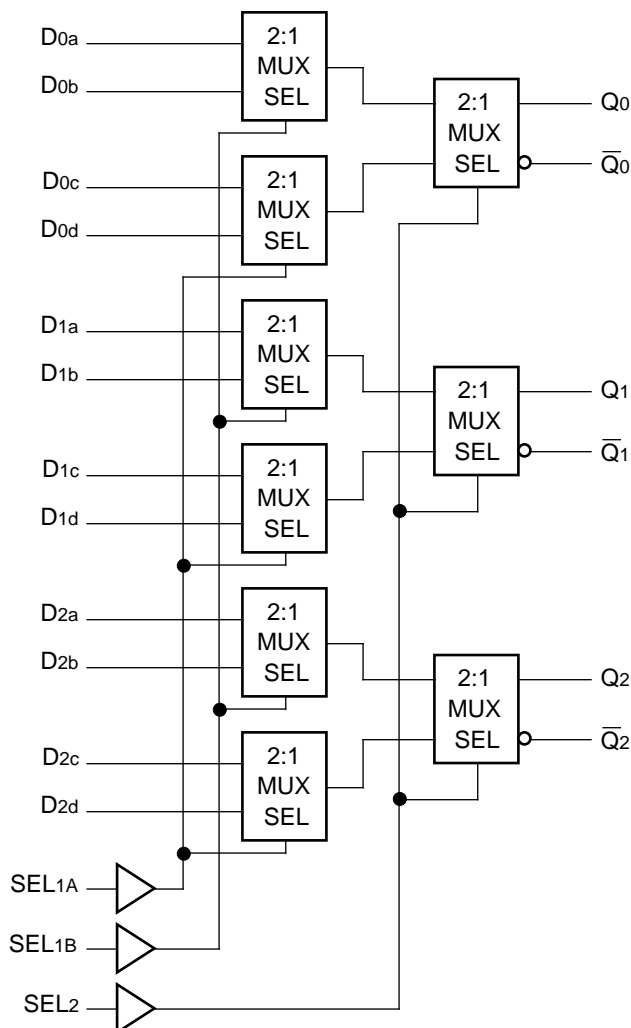 D0a
D0b
2:1
MUX
SEL
2:1
MUX
SEL
Q0
Q̅0
D0c
D0d
2:1
MUX
SEL
D1a
D1b
2:1
MUX
SEL
2:1
MUX
SEL
Q1
Q̅1
D1c
D1d
2:1
MUX
SEL
D2a
D2b
2:1
MUX
SEL
2:1
MUX
SEL
Q2
Q̅2
D2c
D2d
2:1
MUX
SEL
SEL1A
SEL1B
SEL2